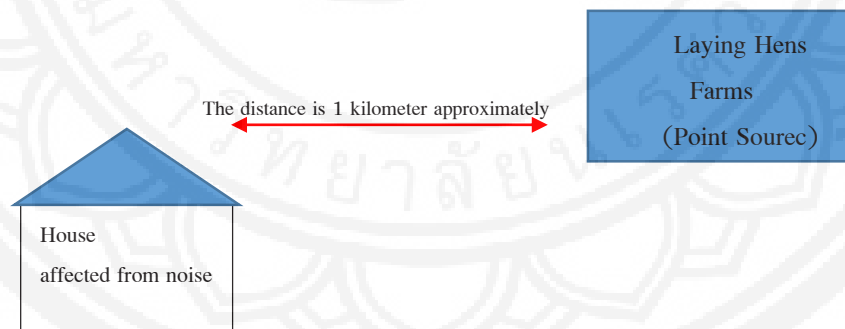 Laying Hens
Farms
(Point Sourec)
The distance is 1 kilometer approximately
House
affected from noise